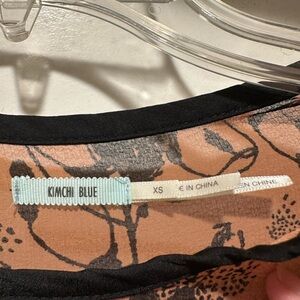 KIMCHI BLUE
XS
E IN CHINA
EN CHINE